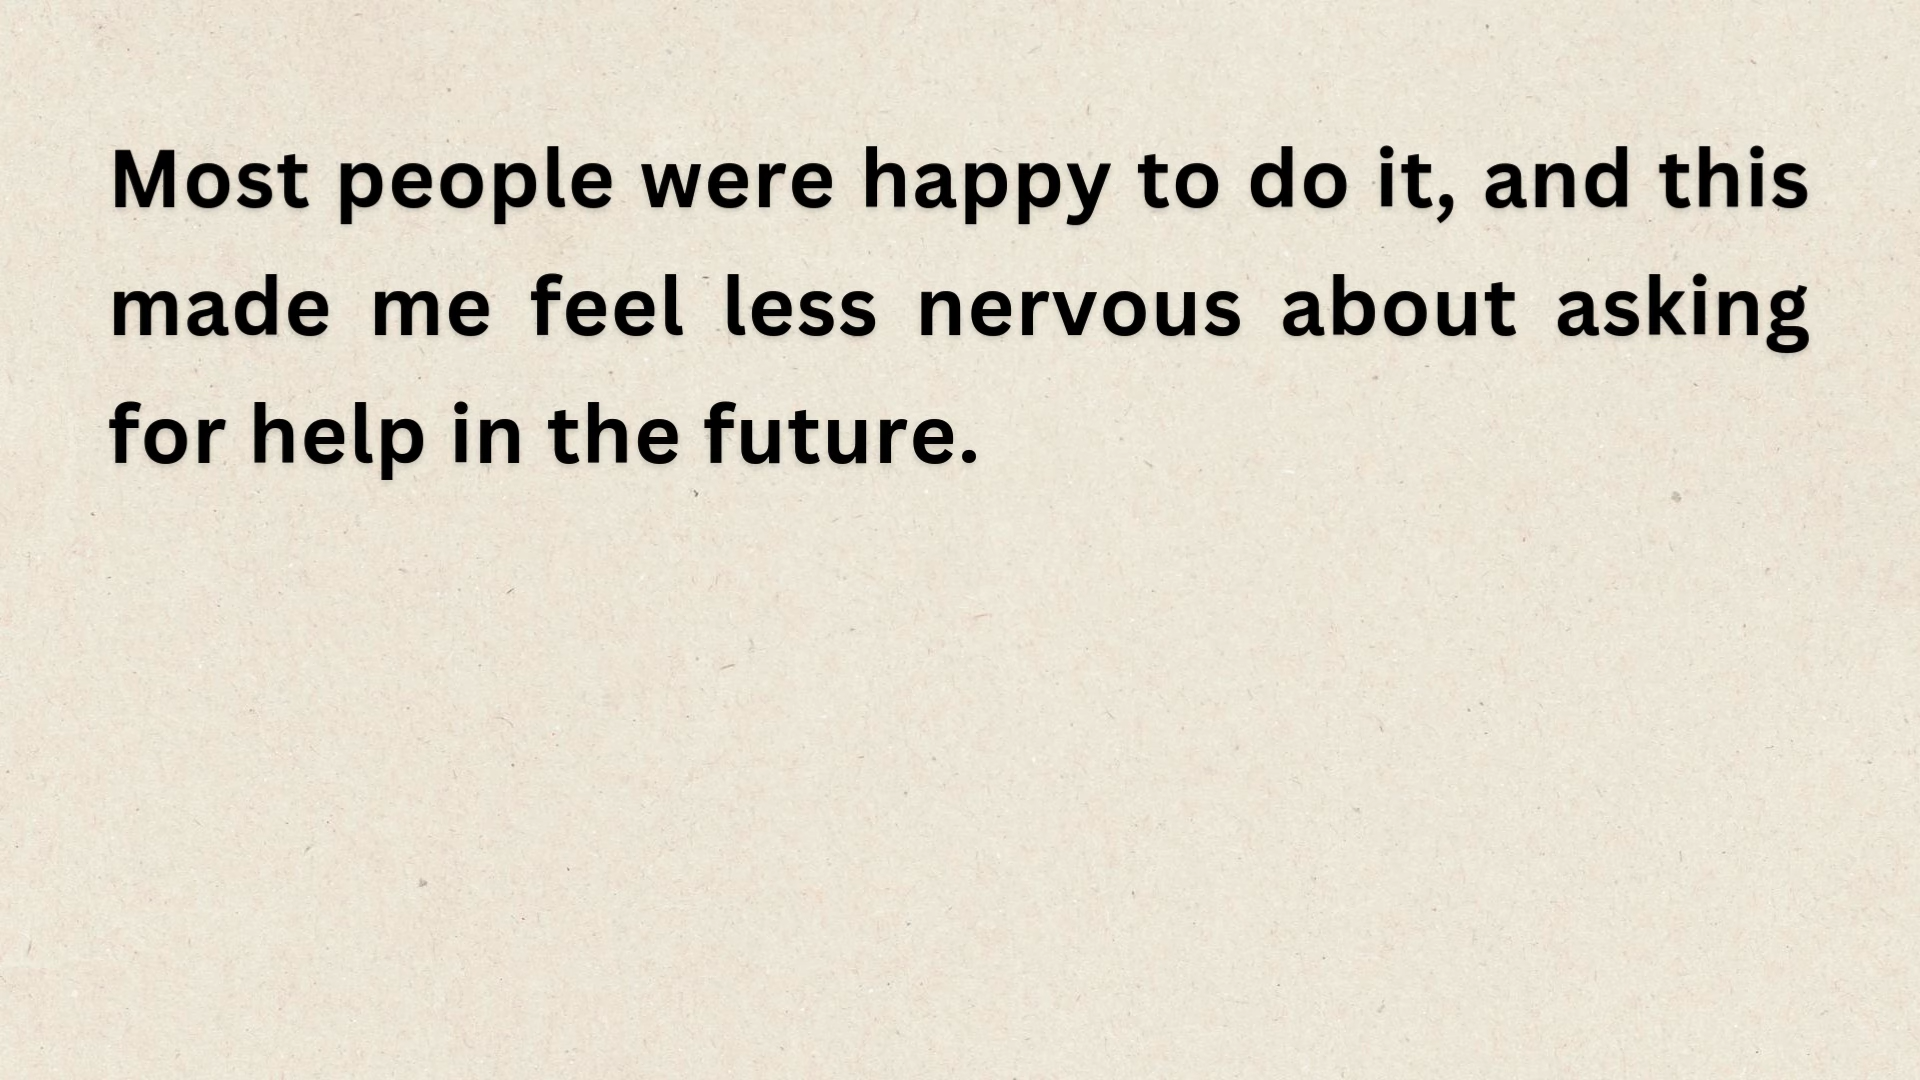 Most people were happy to do it, and this
made me feel less nervous about asking
for help in the future.